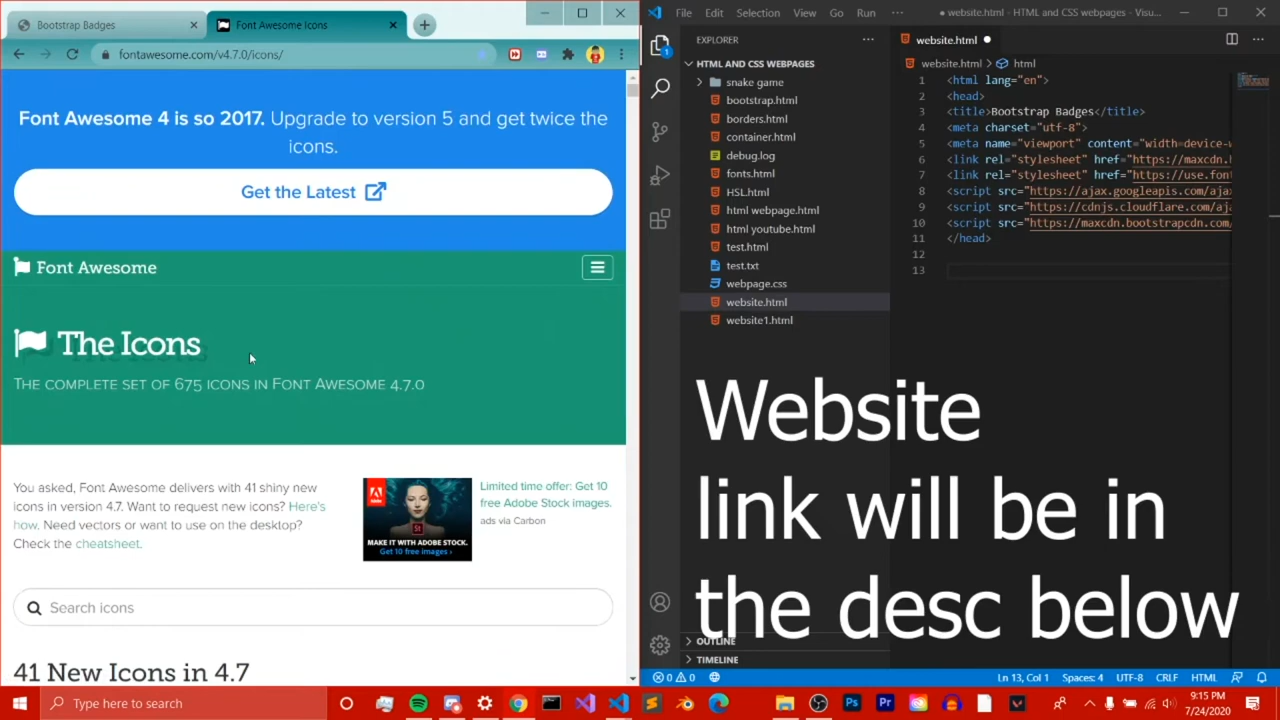 Bootstrap Badges
Font Awesome Icons
fontawesome.com/v4.7.0/icons/
Font Awesome 4 is so 2017. Upgrade to version 5 and get twice the
icons.
Get the Latest
Font Awesome
The Icons
The complete set of 675 icons in Font Awesome 4.7.0
You asked, Font Awesome delivers with 41 shiny new
icons in version 4.7. Want to request new icons? Here's
how. Need vectors or want to use on the desktop?
Check the cheatsheet.
MAKE IT WITH ADOBE STOCK.
Get 10 free images ›
Limited time offer: Get 10
free Adobe Stock images.
ads via Carbon
Search icons
41 New Icons in 4.7
File Edit Selection View Go Run ···
● website.html - HTML and CSS webpages - Visu...
EXPLORER
HTML AND CSS WEBPAGES
snake game
bootstrap.html
borders.html
container.html
debug.log
fonts.html
HSL.html
html webpage.html
html youtube.html
test.html
test.txt
webpage.css
website.html
website1.html
OUTLINE
TIMELINE
website.html
website.html > html
1 <html lang="en">
2 <head>
3 <title>Bootstrap Badges</title>
4 <meta charset="utf-8">
5 <meta name="viewport" content="width=device-
6 <link rel="stylesheet" href="https://maxcdn.
7 <link rel="stylesheet" href="https://use.fon
8 <script src="https://ajax.googleapis.com/aja
9 <script src="https://cdnjs.cloudflare.com/aja
10 <script src="https://maxcdn.bootstrapcdn.com/
11 </head>
12
13
Website
link will be in
the desc below
0 0
Ln 13, Col 1 Spaces: 4 UTF-8 CRLF HTML
Type here to search
9:15 PM
7/24/2020